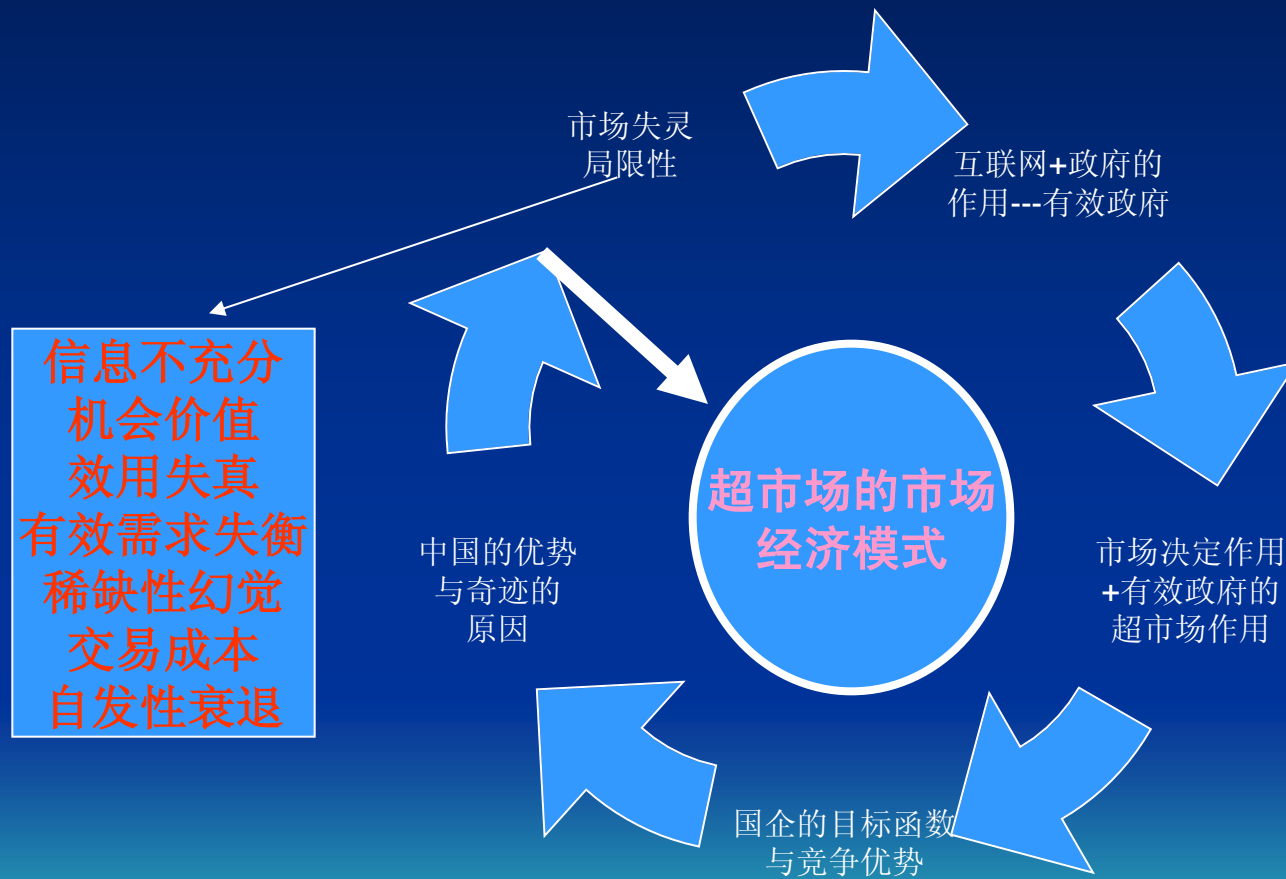 市场失灵
局限性
互联网+政府的
作用---有效政府
信息不充分
机会价值
效用失真
有效需求失衡
稀缺性幻觉
交易成本
自发性衰退
超市场的市场
经济模式
中国的优势
与奇迹的
原因
市场决定作用
+有效政府的
超市场作用
国企的目标函数
与竞争优势